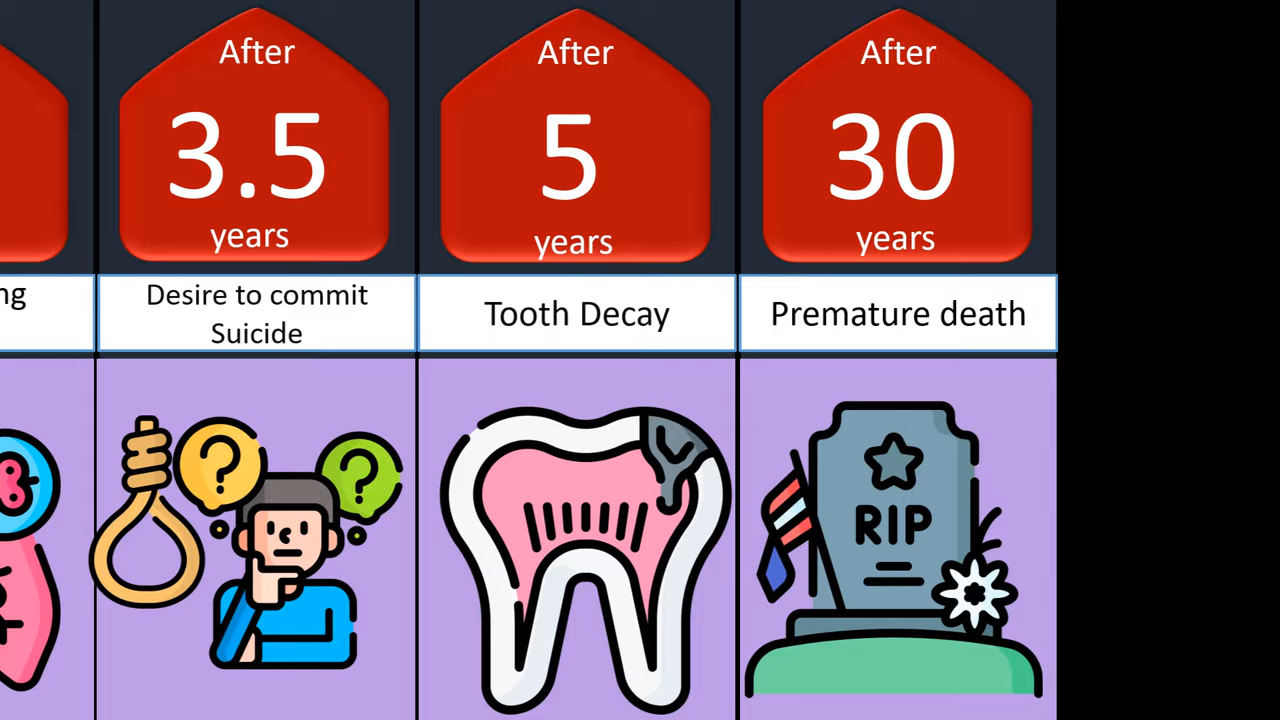 After
3.5
years
After
5
years
After
30
years
ng
Desire to commit
Suicide
Tooth Decay
Premature death
RIP